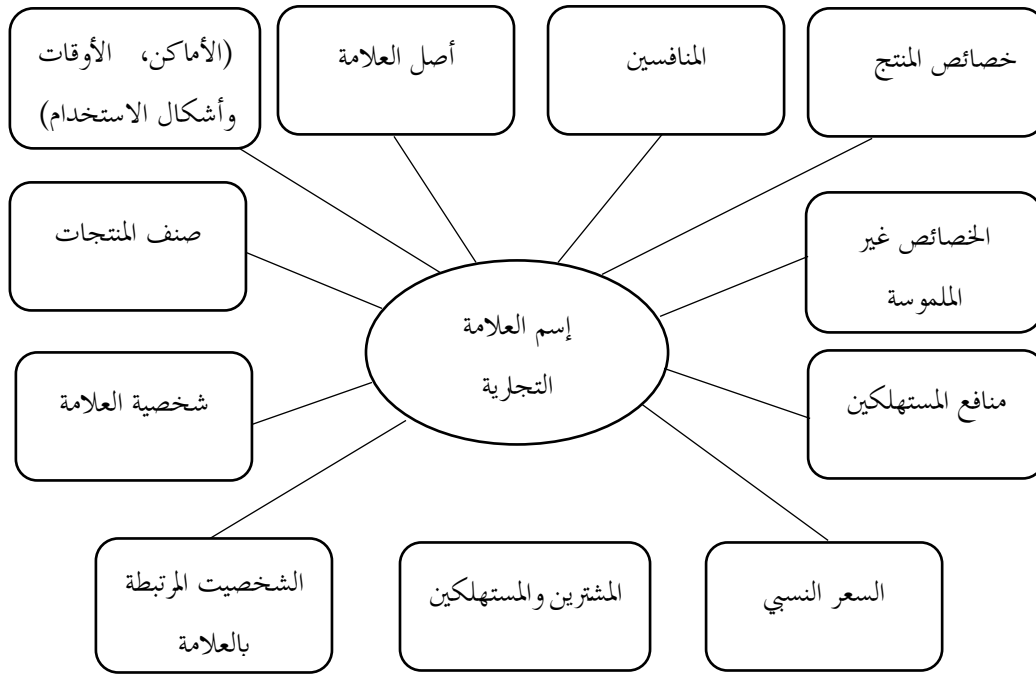 خصائص المنتج
المنافسين
أصل العلامة
(الأماكن، الأوقات
وأشكال الاستخدام)
الخصائص غير
الملموسة
صنف المنتجات
إسم العلامة
التجارية
منافع المستهلكين
شخصية العلامة
السعر النسبي
المشترين والمستهلكين
الشخصيت المرتبطة
بالعلامة